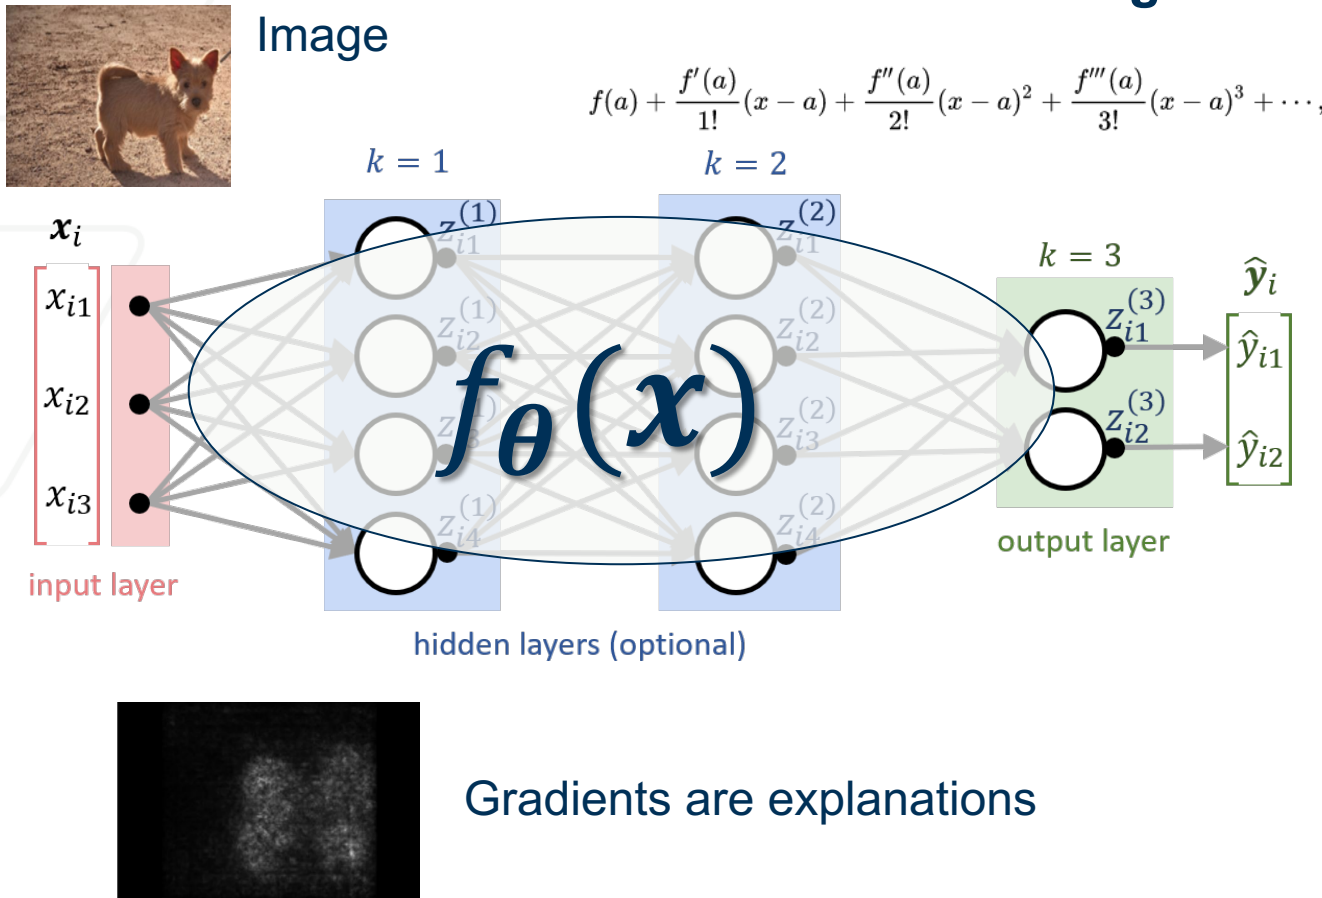 g
Image
f(a) + f′(a)/1! (x − a) + f″(a)/2! (x − a)² + f‴(a)/3! (x − a)³ + ⋯,
k = 1
k = 2
k = 3
x_i
x_i1
x_i2
x_i3
z_i1^(1)
z_i2^(1)
z_i3^(1)
z_i4^(1)
z_i1^(2)
z_i2^(2)
z_i3^(2)
z_i4^(2)
f_θ(x)
z_i1^(3)
z_i2^(3)
ŷ_i
ŷ_i1
ŷ_i2
input layer
output layer
hidden layers (optional)
Gradients are explanations